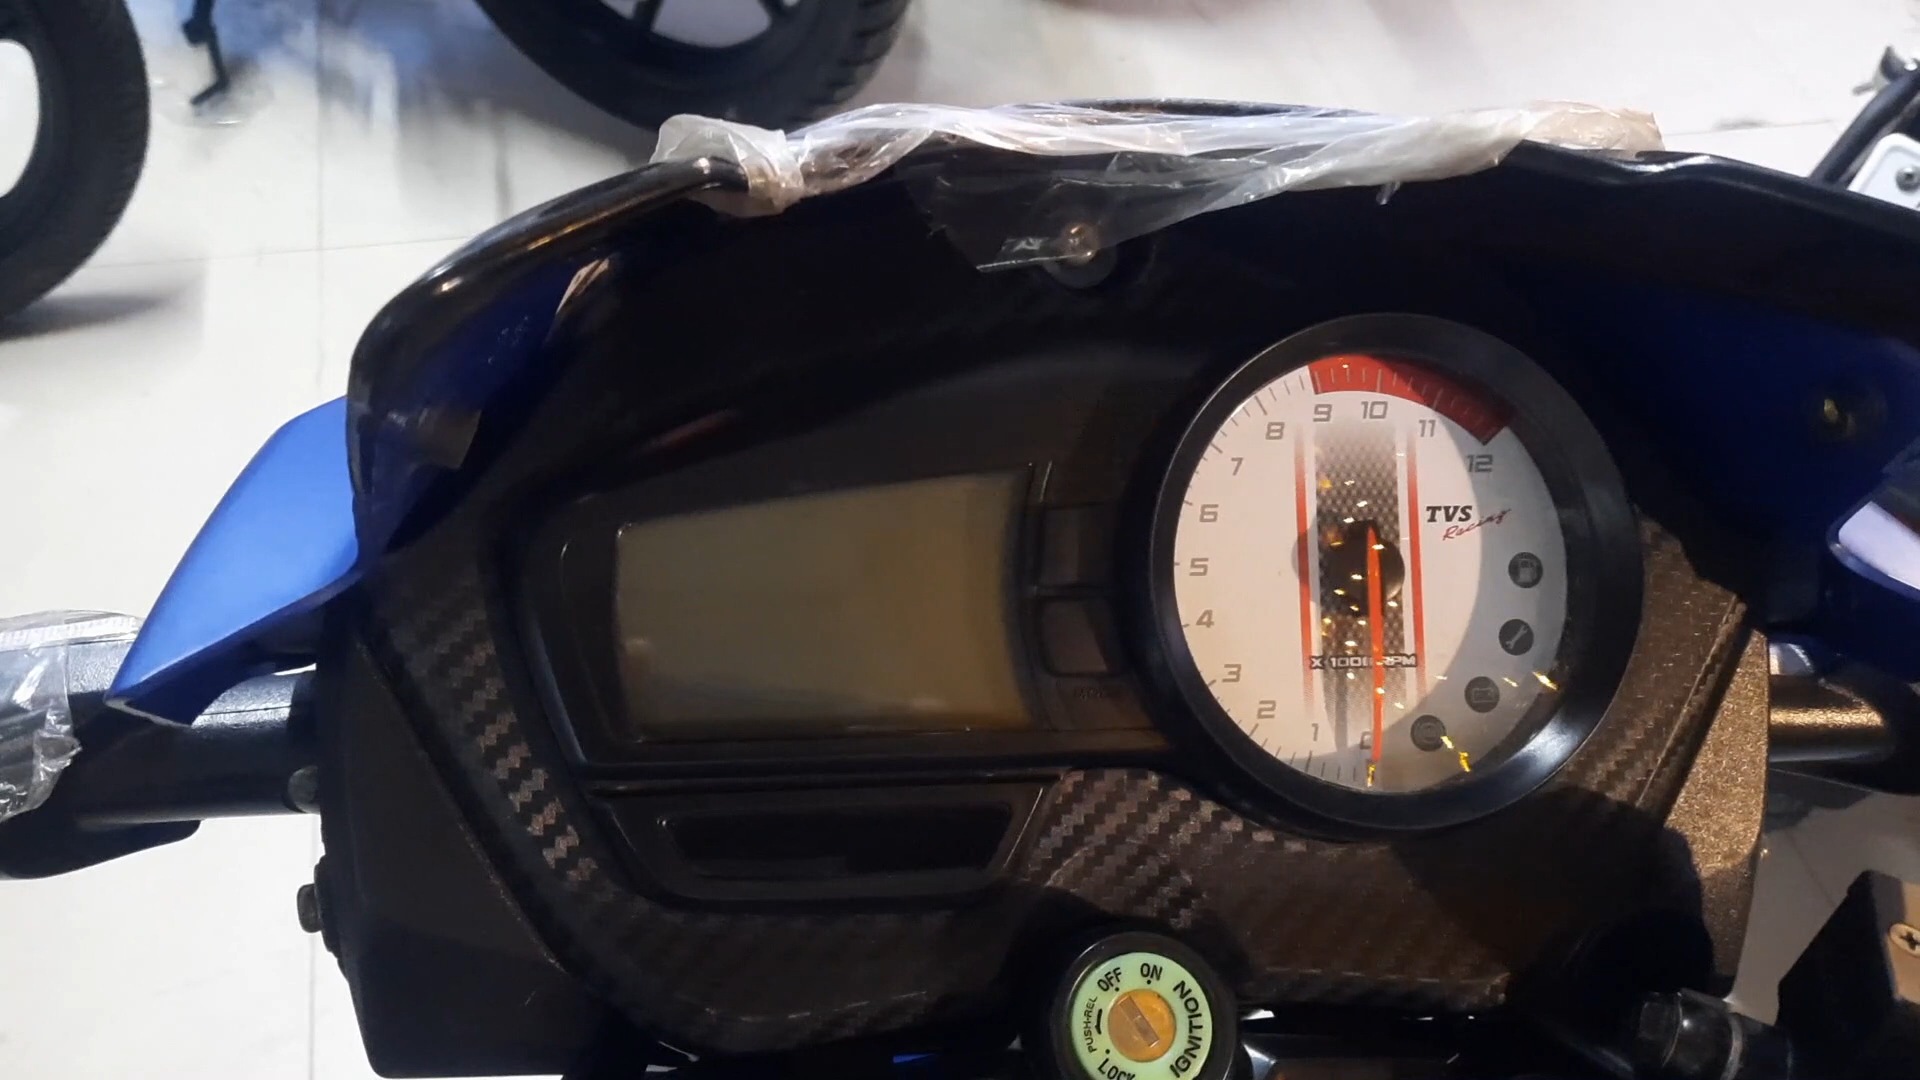 9 10
8 11
7 12
6
TVS
Racing
5
4
X 1000 RPM
3
2
1
0
OFF ON
IGNITION
PUSH-REL
LOCK